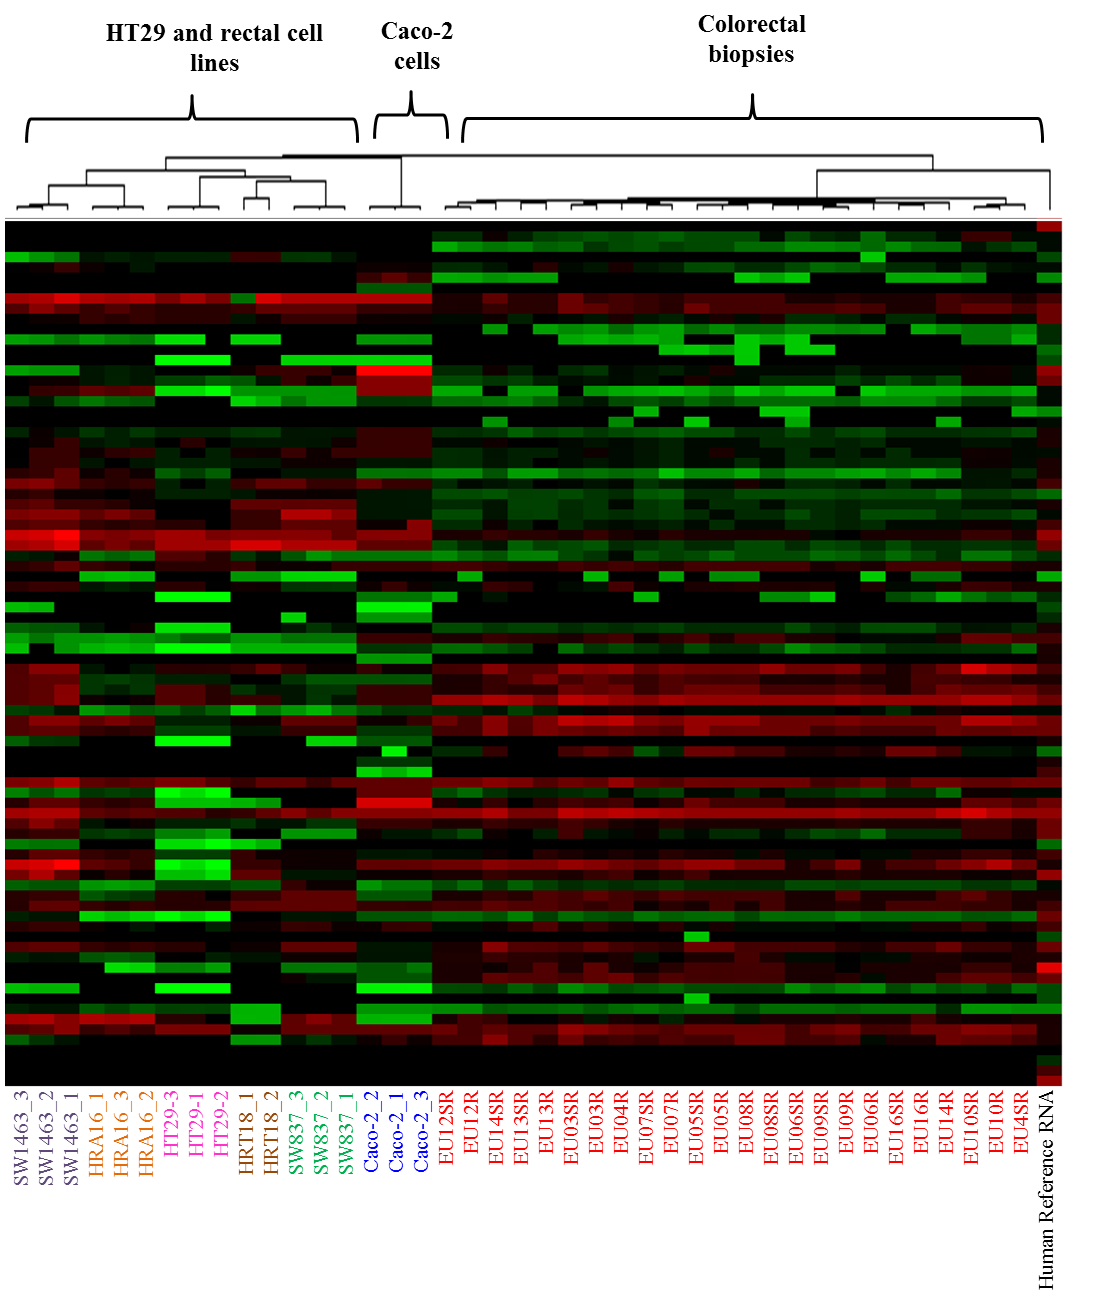 HT29 and rectal cell
lines
Caco-2
cells
Colorectal
biopsies
SW1463_3
SW1463_2
SW1463_1
HRA16_1
HRA16_3
HRA16_2
HT29-3
HT29-1
HT29-2
HRT18_1
HRT18_2
SW837_3
SW837_2
SW837_1
Caco-2_2
Caco-2_1
Caco-2_3
EU12SR
EU12R
EU14SR
EU13SR
EU13R
EU03SR
EU03R
EU04R
EU07SR
EU07R
EU05SR
EU05R
EU08R
EU08SR
EU06SR
EU09SR
EU09R
EU06R
EU16SR
EU16R
EU14R
EU10SR
EU10R
EU4SR
Human Reference RNA